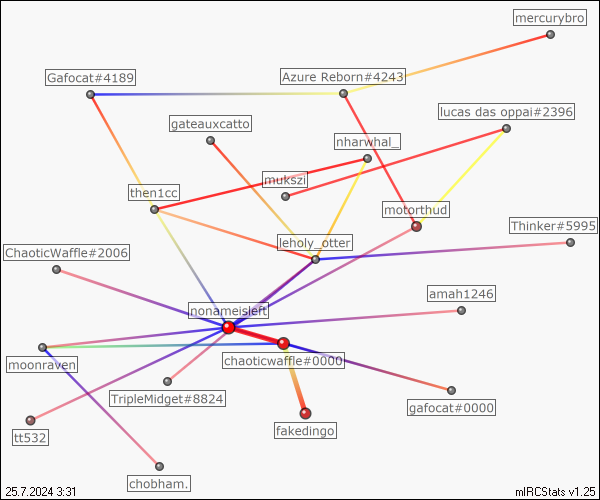 mercurybro
Gafocat#4189
Azure Reborn#4243
lucas das oppai#2396
gateauxcatto
nharwhal_
mukszi
then1cc
motorthud
Thinker#5995
leholy_otter
ChaoticWaffle#2006
amah1246
nonameisleft
chaoticwaffle#0000
moonraven
TripleMidget#8824
gafocat#0000
fakedingo
tt532
chobham.
25.7.2024 3:31
mIRCStats v1.25